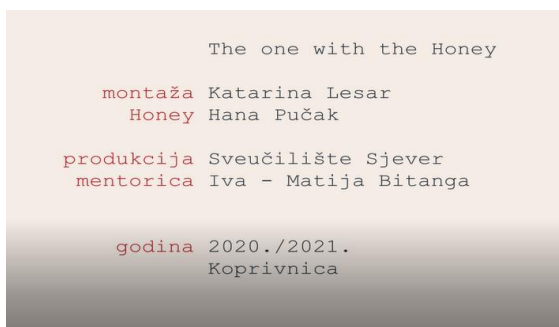 The one with the Honey
montaža Katarina Lesar
Honey Hana Pučak
produkcija Sveučilište Sjever
mentorica Iva - Matija Bitanga
godina 2020./2021.
Koprivnica